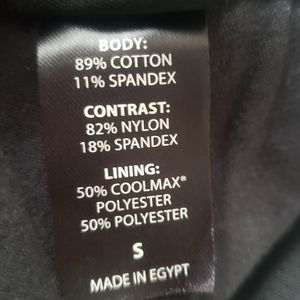 BODY:
89% COTTON
11% SPANDEX
CONTRAST:
82% NYLON
18% SPANDEX
LINING:
50% COOLMAX®
POLYESTER
50% POLYESTER
S
MADE IN EGYPT